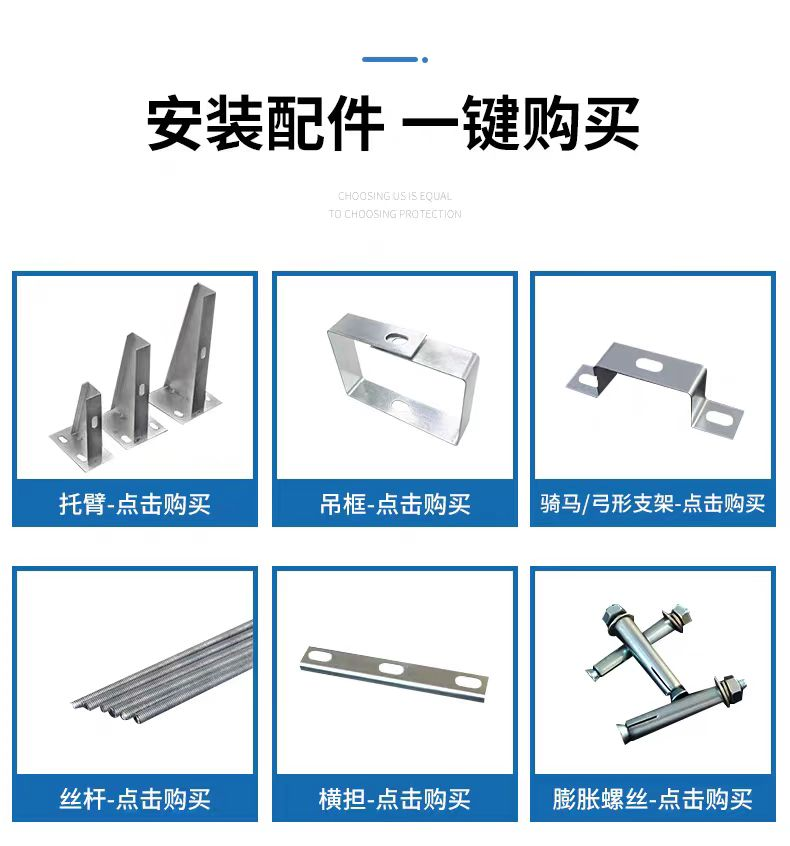 安装配件 一键购买
CHOOSING US IS EQUAL
TO CHOOSING PROTECTION
托臂-点击购买
吊框-点击购买
骑马/弓形支架-点击购买
丝杆-点击购买
横担-点击购买
膨胀螺丝-点击购买